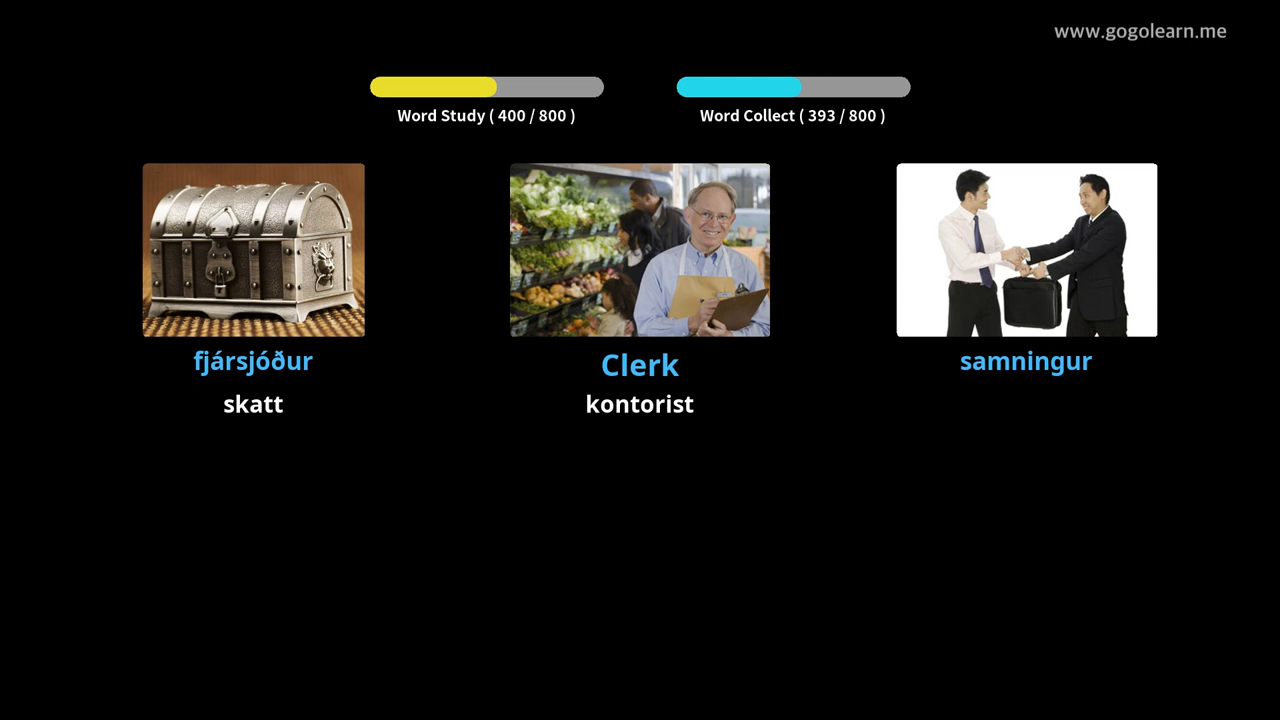 www.gogolearn.me
Word Study ( 400 / 800 )
Word Collect ( 393 / 800 )
fjársjóður
Clerk
samningur
skatt
kontorist